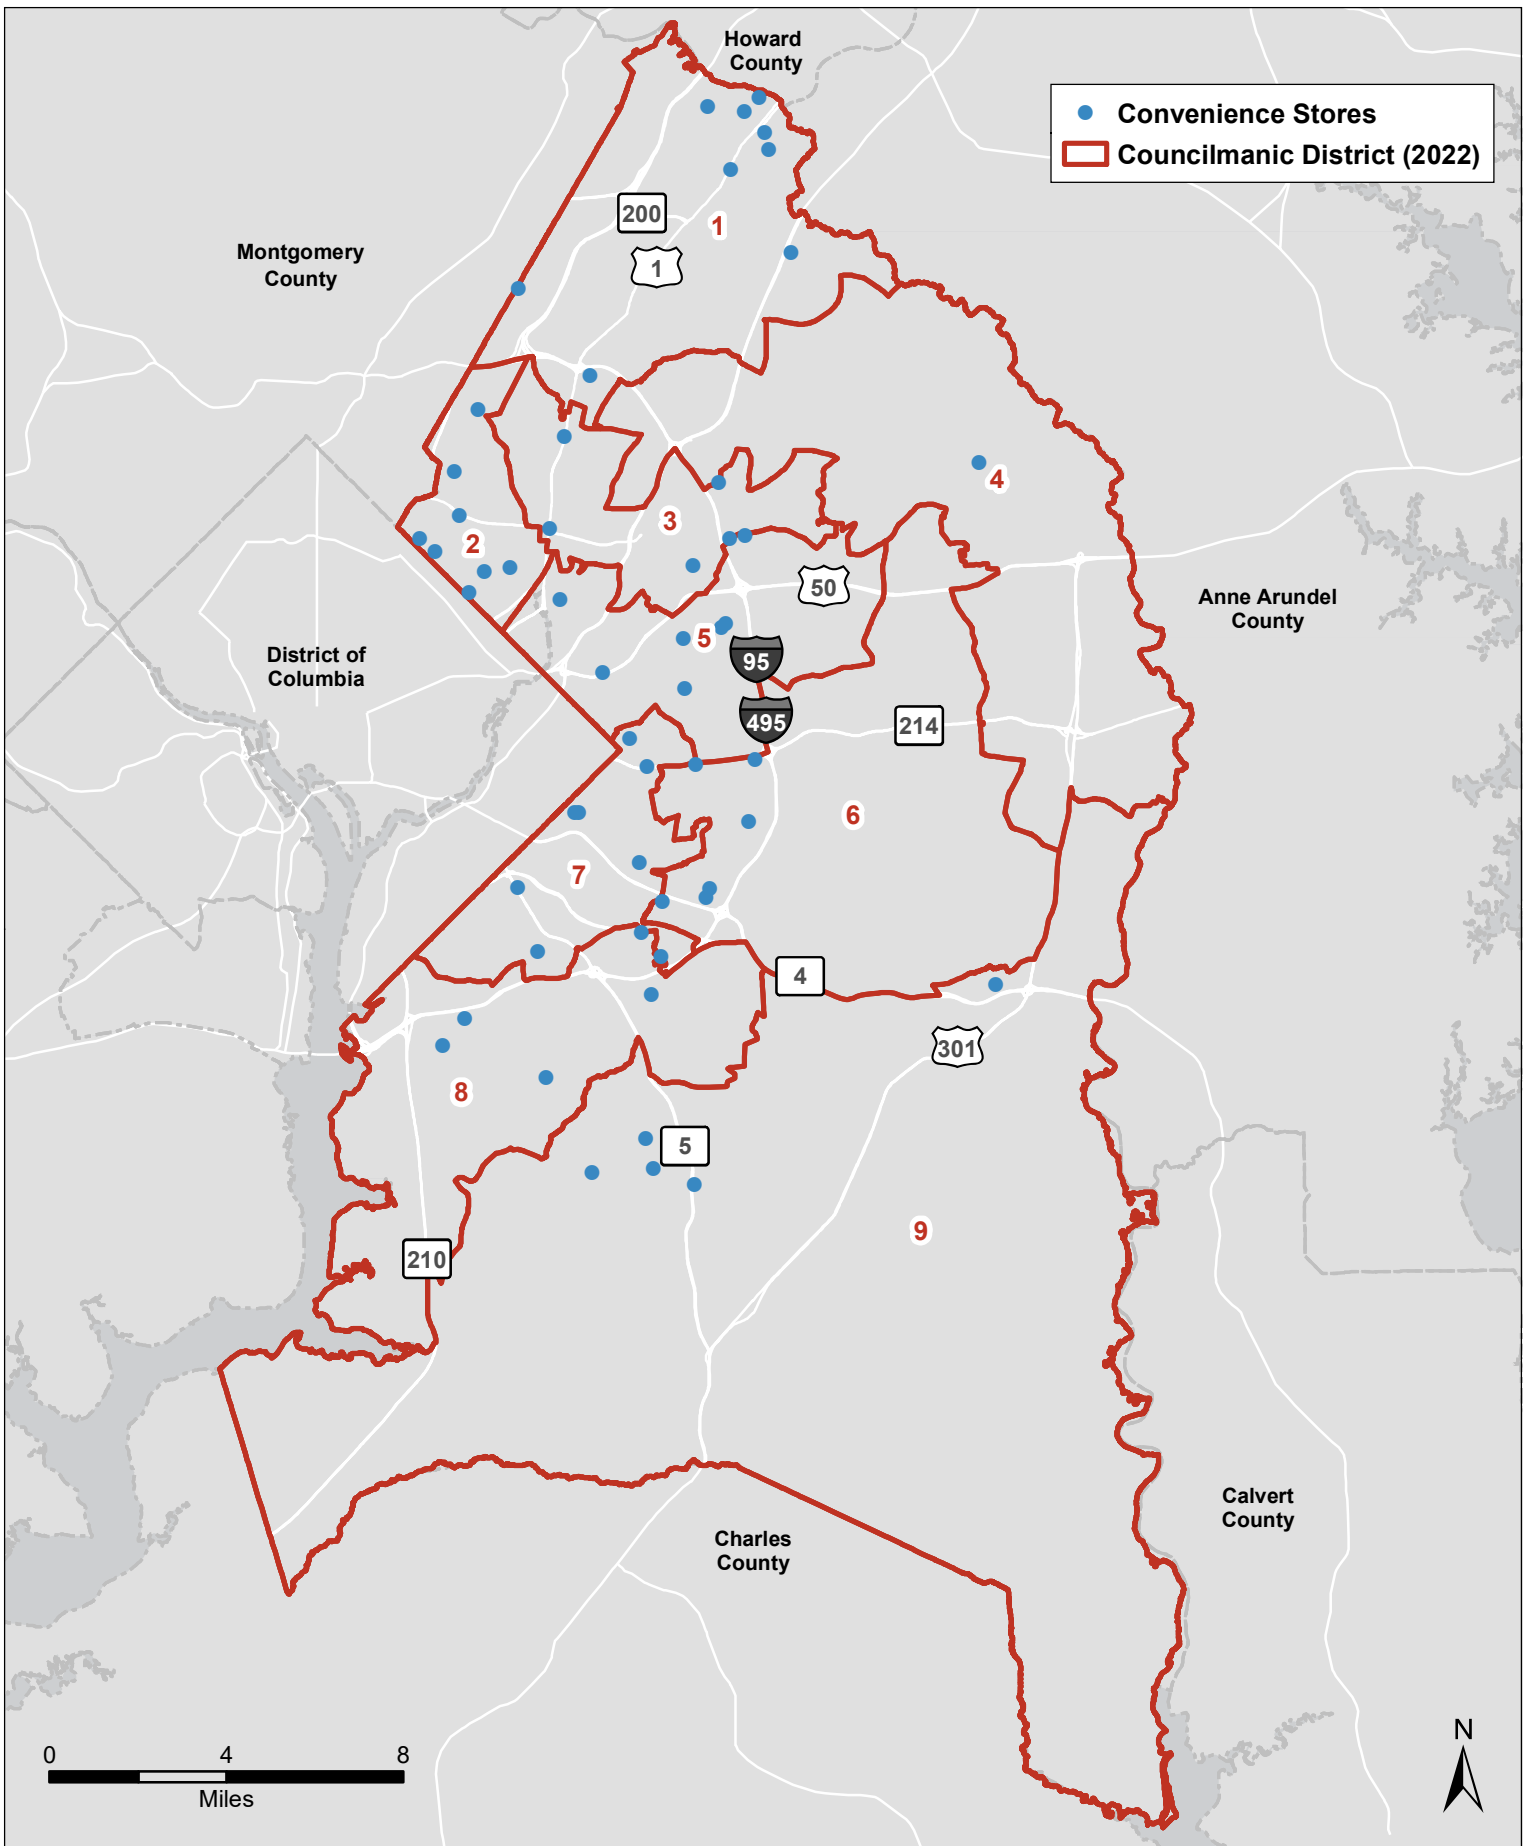 Howard
County
Convenience Stores
Councilmanic District (2022)
200
1
1
Montgomery
County
4
3
2
50
Anne Arundel
County
District of
Columbia
5
95
495
214
6
7
4
301
8
5
210
9
Charles
County
Calvert
County
N
0 4 8
Miles